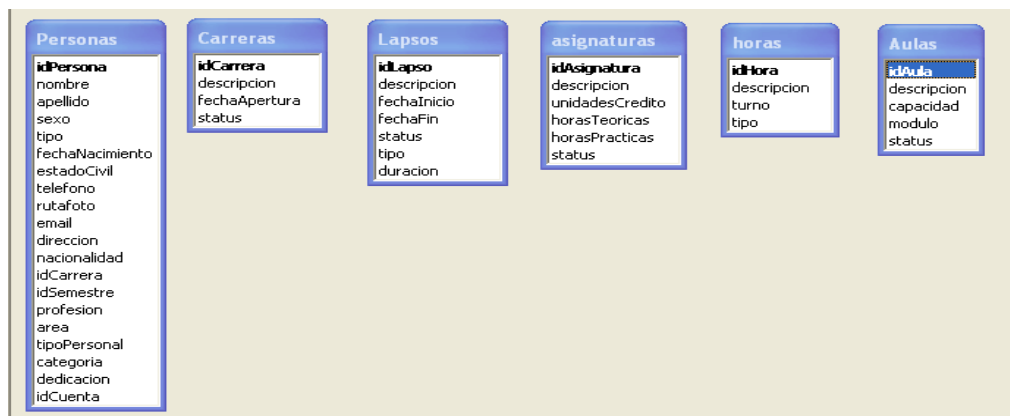 Personas
idPersona
nombre
apellido
sexo
tipo
fechaNacimiento
estadoCivil
telefono
rutafoto
email
direccion
nacionalidad
idCarrera
idSemestre
profesion
area
tipoPersonal
categoria
dedicacion
idCuenta
Carreras
idCarrera
descripcion
fechaApertura
status
Lapsos
idLapso
descripcion
fechaInicio
fechaFin
status
tipo
duracion
asignaturas
idAsignatura
descripcion
unidadesCredito
horasTeoricas
horasPracticas
status
horas
idHora
descripcion
turno
tipo
Aulas
idAula
descripcion
capacidad
modulo
status